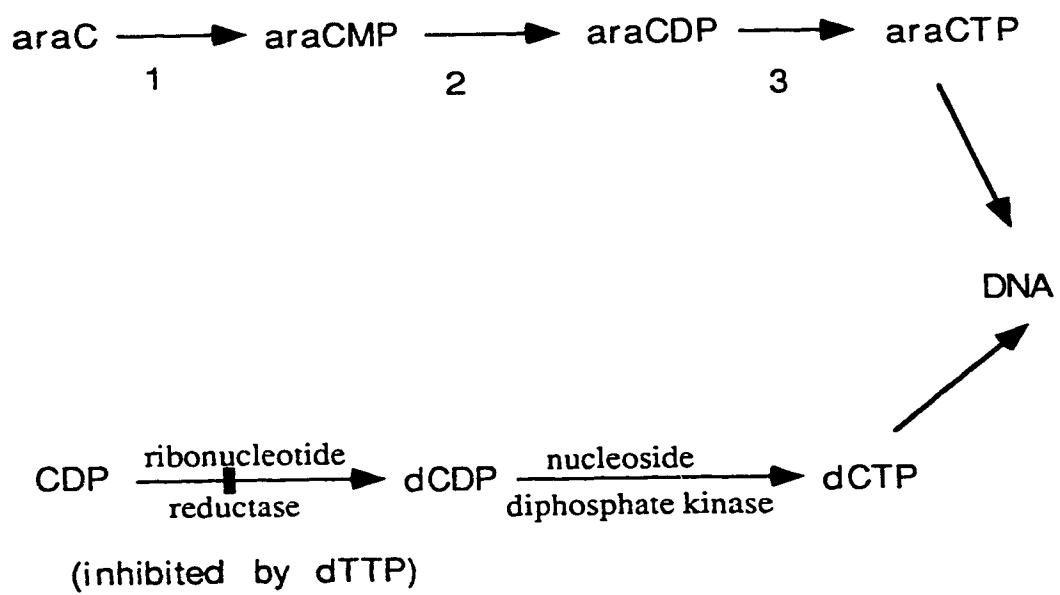 araC araCMP araCDP araCTP
1 2 3
DNA
ribonucleotide nucleoside
CDP dCDP dCTP
reductase diphosphate kinase
(inhibited by dTTP)